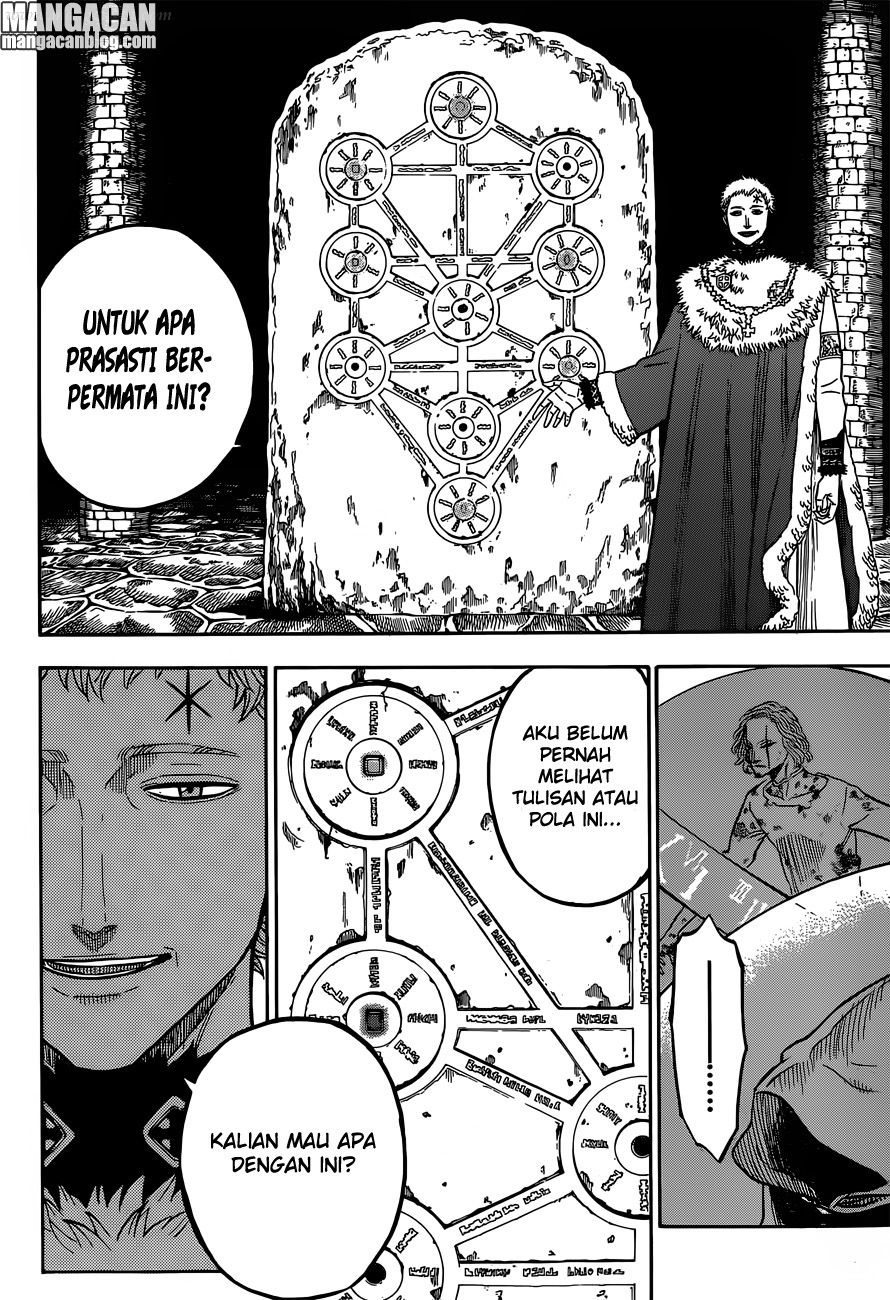 MANGACAN
mangacanblog.com
UNTUK APA
PRASASTI BER-
PERMATA INI?
AKU BELUM
PERNAH
MELIHAT
TULISAN ATAU
POLA INI...
KALIAN MAU APA
DENGAN INI?